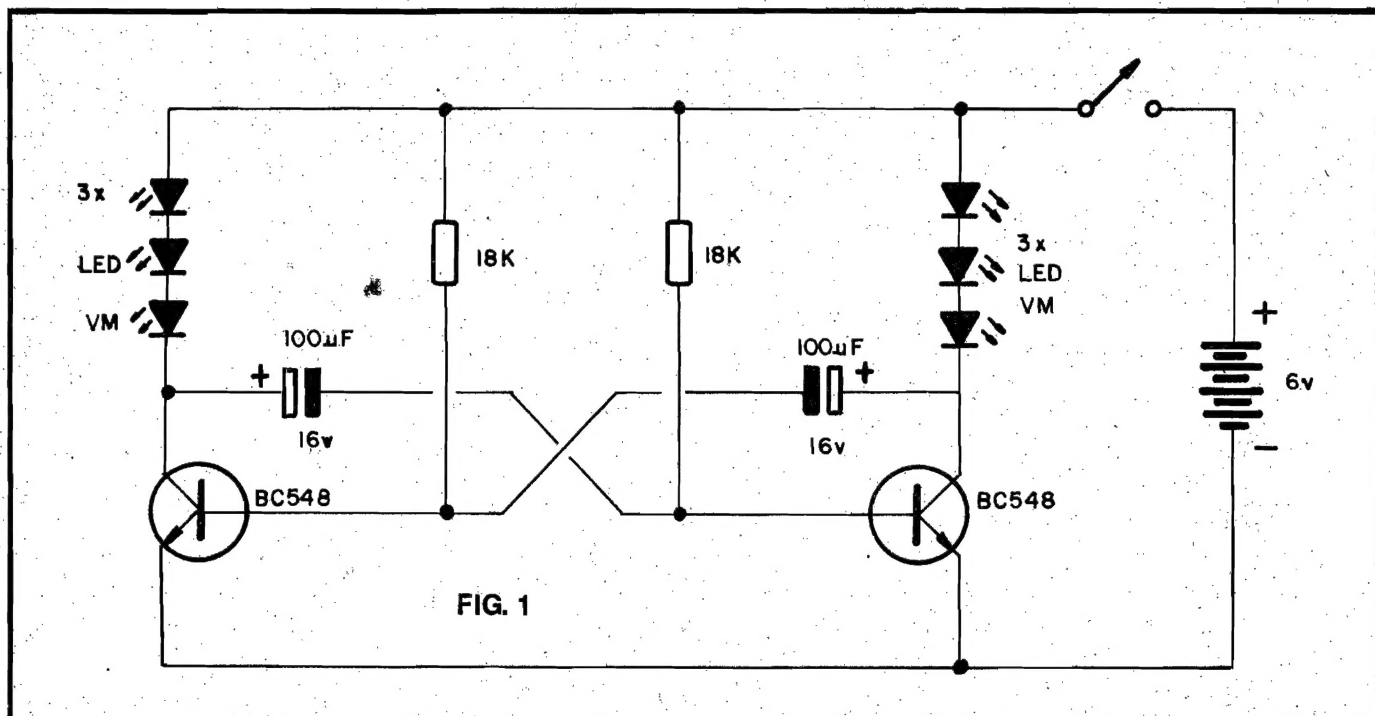 3x
LED
VM
18K
18K
3x
LED
VM
100µF
+
16v
100µF
+
16v
+
6v
−
BC548
BC548
FIG. 1